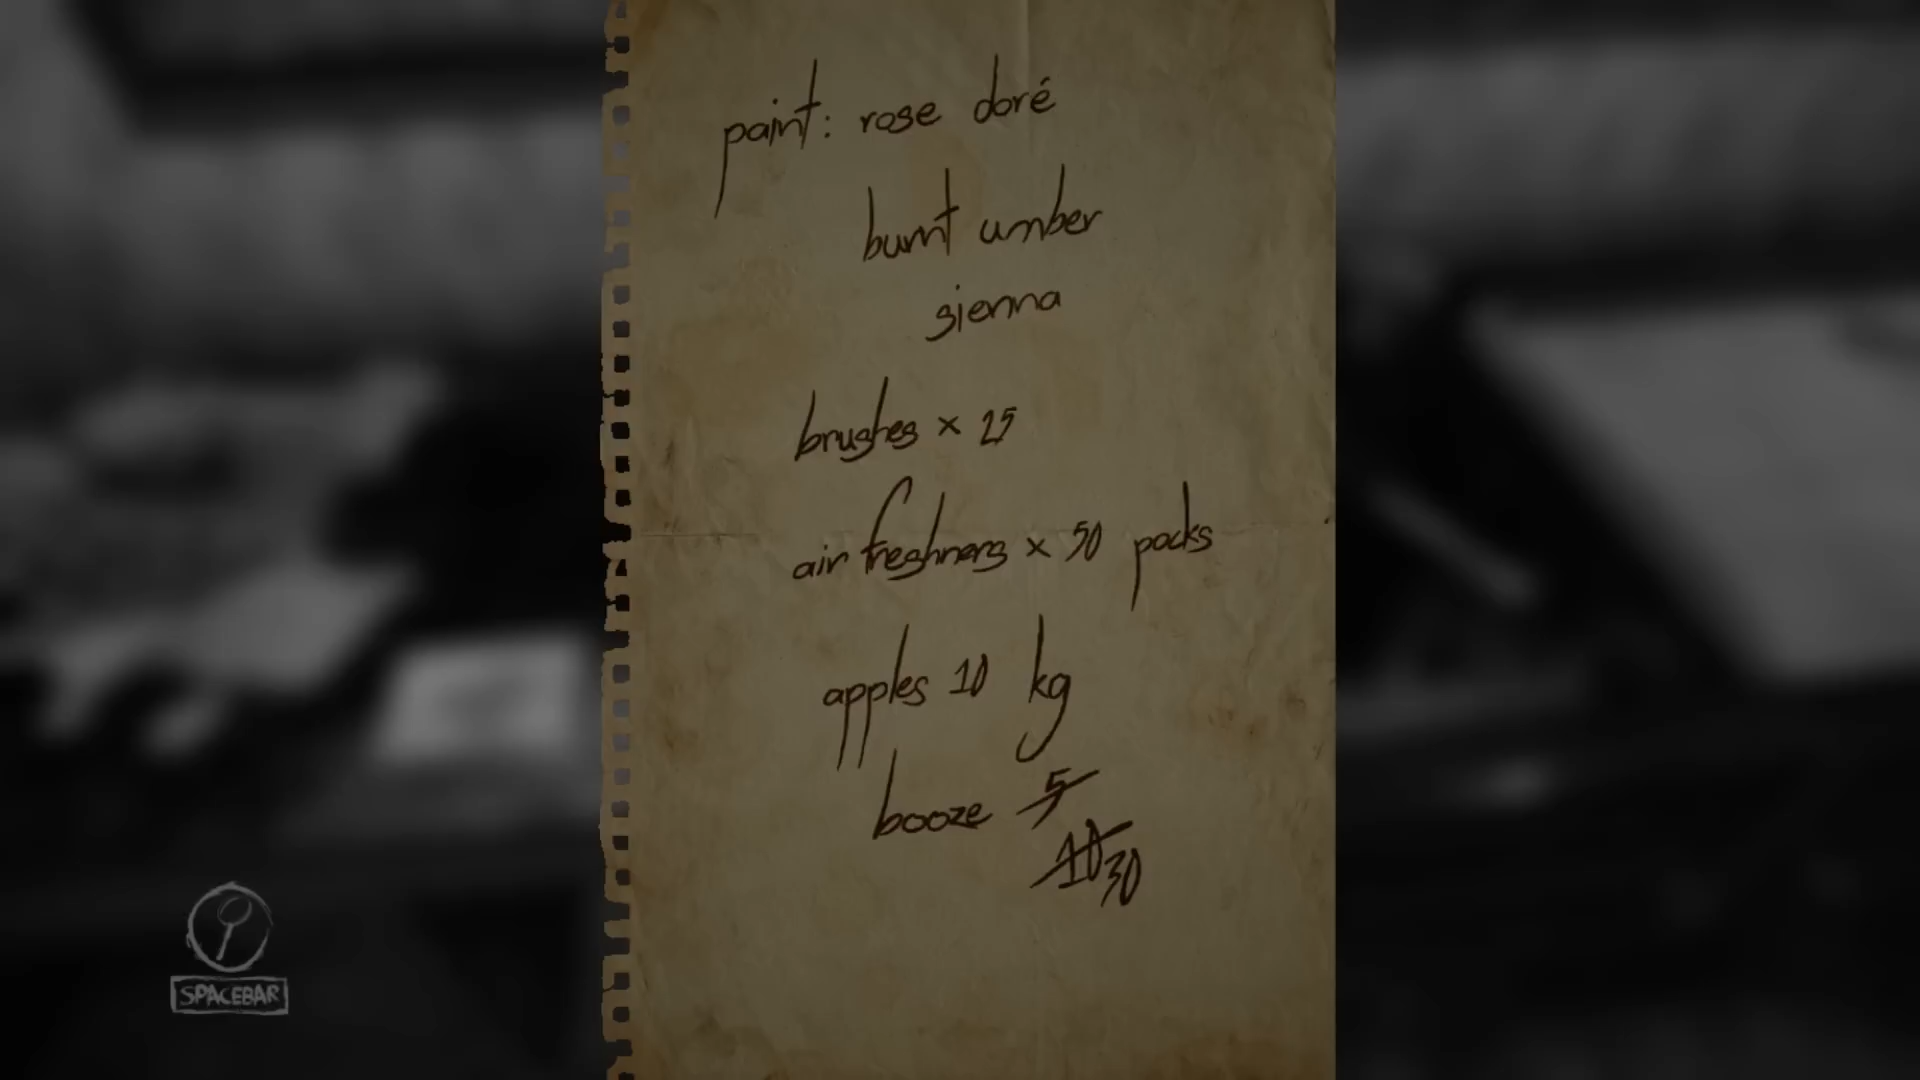 paint: rose doré
burnt umber
sienna
brushes × 25
air freshners × 50 packs
apples 10 kg
booze 5
10 30
SPACEBAR